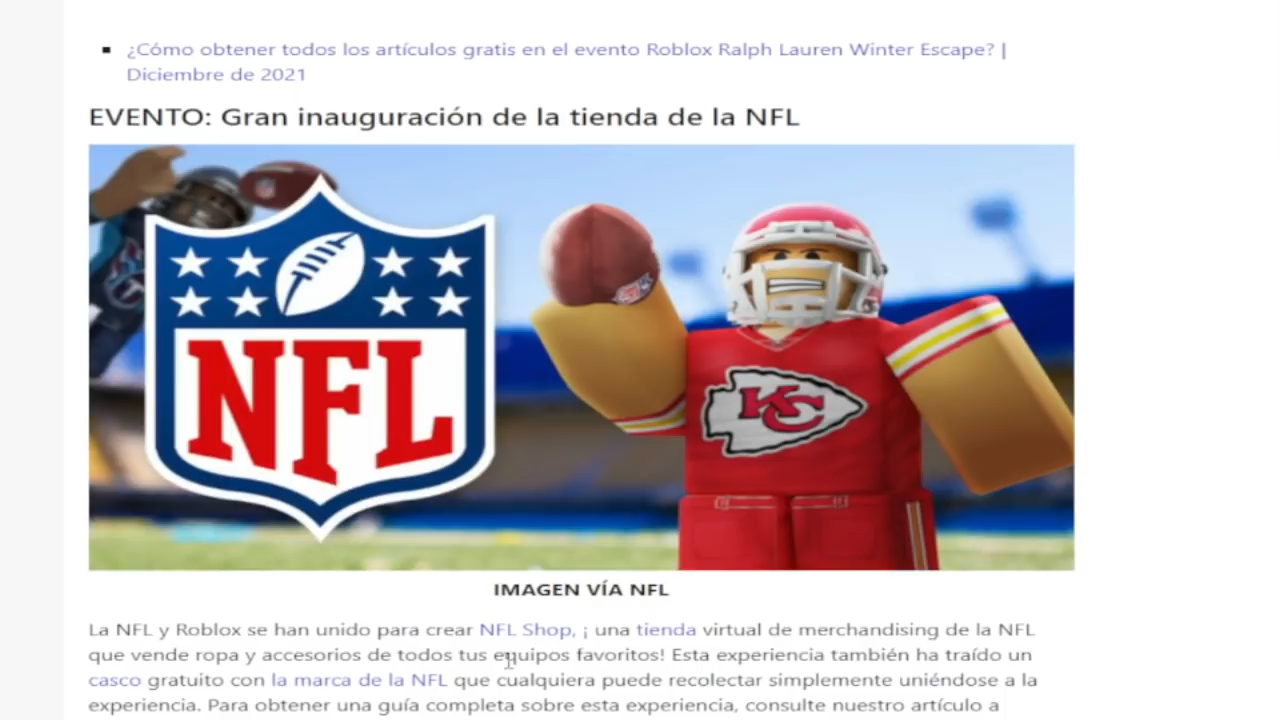 ¿Cómo obtener todos los artículos gratis en el evento Roblox Ralph Lauren Winter Escape? |
Diciembre de 2021
EVENTO: Gran inauguración de la tienda de la NFL
NFL
KC
IMAGEN VÍA NFL
La NFL y Roblox se han unido para crear NFL Shop, ¡ una tienda virtual de merchandising de la NFL
que vende ropa y accesorios de todos tus equipos favoritos! Esta experiencia también ha traído un
casco gratuito con la marca de la NFL que cualquiera puede recolectar simplemente uniéndose a la
experiencia. Para obtener una guía completa sobre esta experiencia, consulte nuestro artículo a